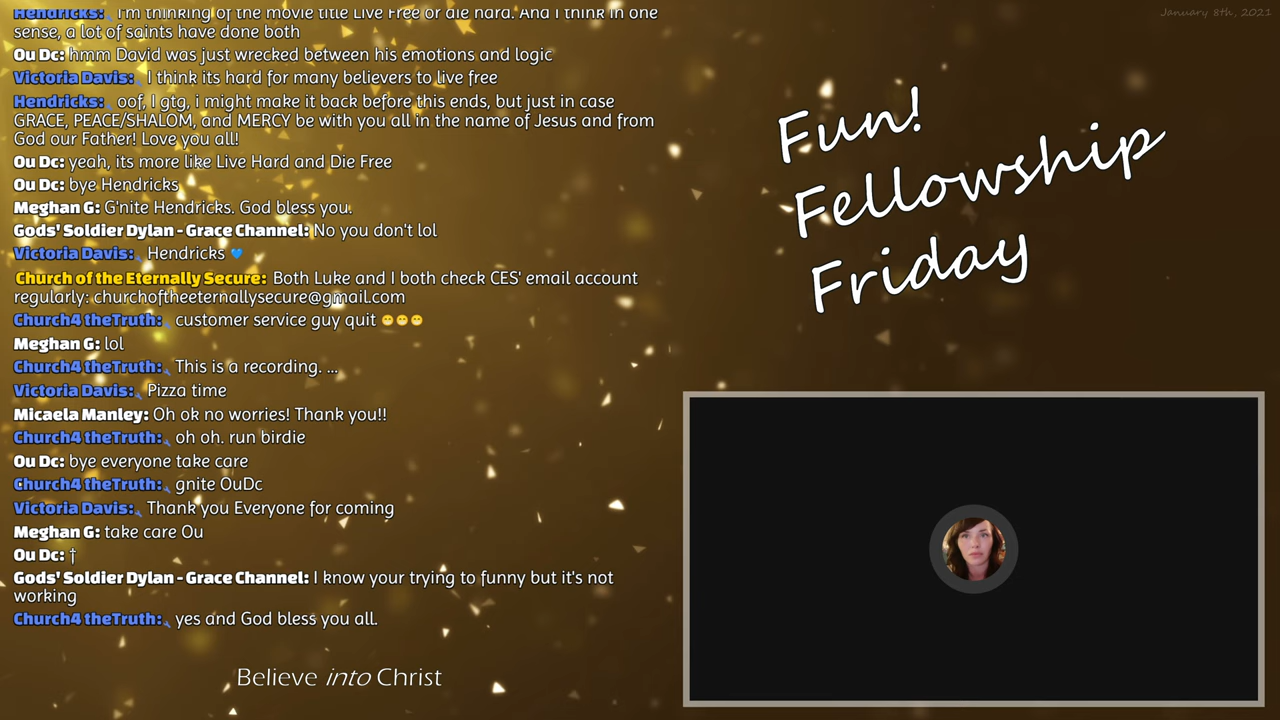 Hendricks: I'm thinking of the movie title Live Free or die hard. And I think in one
sense, a lot of saints have done both
Ou Dc: hmm David was just wrecked between his emotions and logic
Victoria Davis: I think its hard for many believers to live free
Hendricks: oof, I gtg, i might make it back before this ends, but just in case
GRACE, PEACE/SHALOM, and MERCY be with you all in the name of Jesus and from
God our Father! Love you all!
Ou Dc: yeah, its more like Live Hard and Die Free
Ou Dc: bye Hendricks
Meghan G: G'nite Hendricks. God bless you.
Gods' Soldier Dylan - Grace Channel: No you don't lol
Victoria Davis: Hendricks 💙
Church of the Eternally Secure: Both Luke and I both check CES' email account
regularly: churchoftheeternallysecure@gmail.com
Church4 theTruth: customer service guy quit 😁😁😁
Meghan G: lol
Church4 theTruth: This is a recording. ...
Victoria Davis: Pizza time
Micaela Manley: Oh ok no worries! Thank you!!
Church4 theTruth: oh oh. run birdie
Ou Dc: bye everyone take care
Church4 theTruth: gnite OuDc
Victoria Davis: Thank you Everyone for coming
Meghan G: take care Ou
Ou Dc: †
Gods' Soldier Dylan - Grace Channel: I know your trying to funny but it's not
working
Church4 theTruth: yes and God bless you all.
Believe into Christ
January 8th, 2021
Fun!
Fellowship
Friday